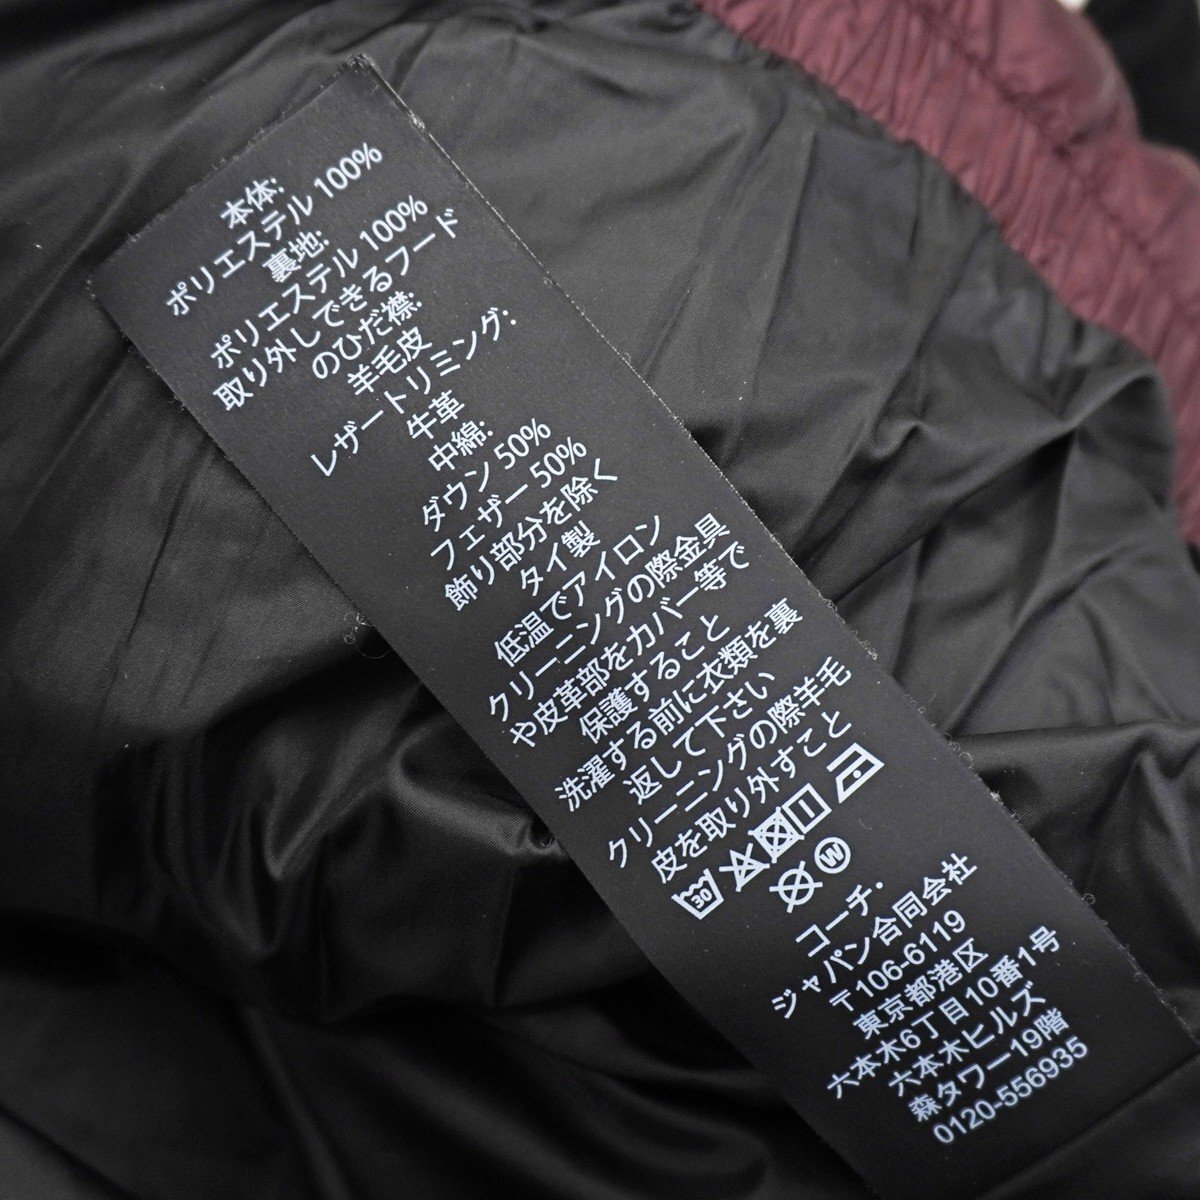 本体:
ポリエステル 100%
裏地:
ポリエステル 100%
取り外しできるフード
のひだ襟:
羊毛皮
レザートリミング:
牛革
中綿:
ダウン 50%
フェザー 50%
飾り部分を除く
タイ製
低温でアイロン
クリーニングの際金具
や皮革部をカバー等で
保護すること
洗濯する前に衣類を裏
返して下さい
クリーニングの際羊毛
皮を取り外すこと
30
W
コーチ・
ジャパン合同会社
〒106-6119
東京都港区
六本木6丁目10番1号
六本木ヒルズ
森タワー19階
0120-556935